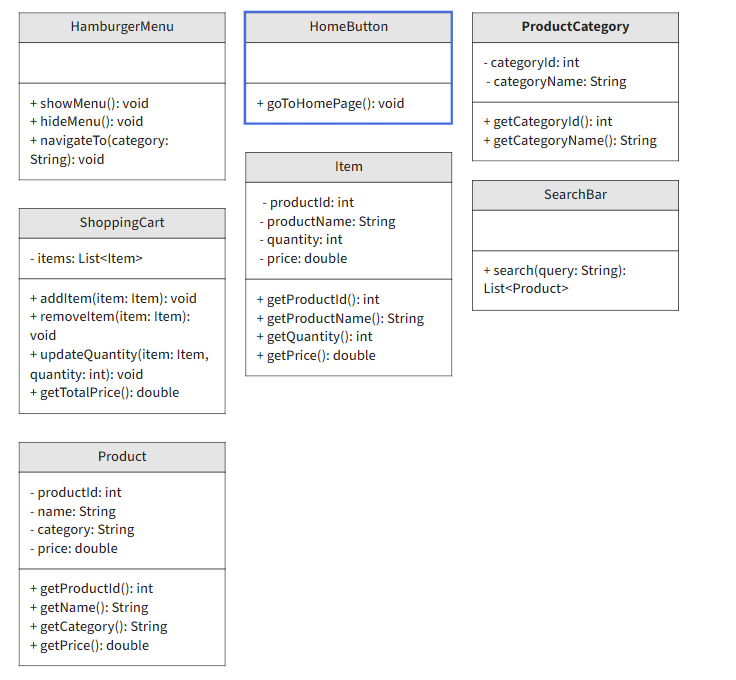 HamburgerMenu
+ showMenu(): void
+ hideMenu(): void
+ navigateTo(category:
String): void
HomeButton
+ goToHomePage(): void
ProductCategory
- categoryId: int
- categoryName: String
+ getCategoryId(): int
+ getCategoryName(): String
Item
- productId: int
- productName: String
- quantity: int
- price: double
+ getProductId(): int
+ getProductName(): String
+ getQuantity(): int
+ getPrice(): double
SearchBar
+ search(query: String):
List<Product>
ShoppingCart
- items: List<Item>
+ addItem(item: Item): void
+ removeItem(item: Item):
void
+ updateQuantity(item: Item,
quantity: int): void
+ getTotalPrice(): double
Product
- productId: int
- name: String
- category: String
- price: double
+ getProductId(): int
+ getName(): String
+ getCategory(): String
+ getPrice(): double